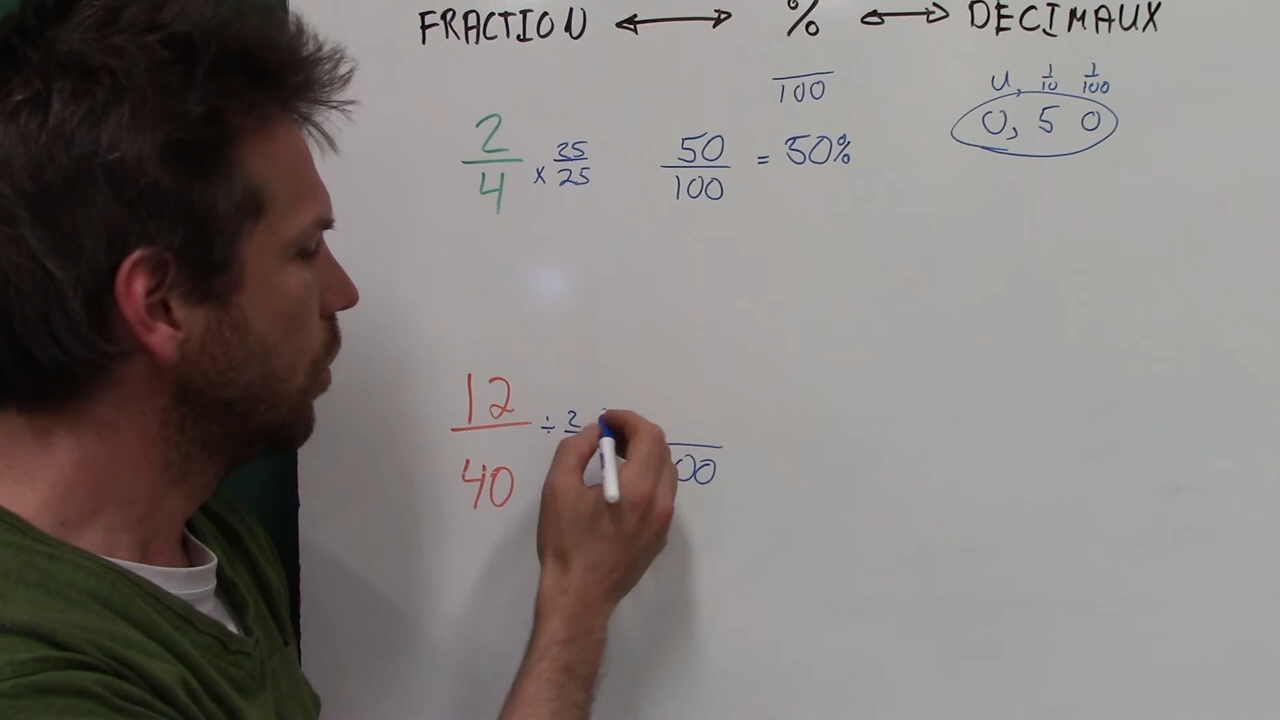 FRACTION ↔ % ↔ DECIMAUX
100
U, 1/10 1/100
0, 5 0
2/4 x 25/25 50/100 = 50%
12/40 ÷ 2
00